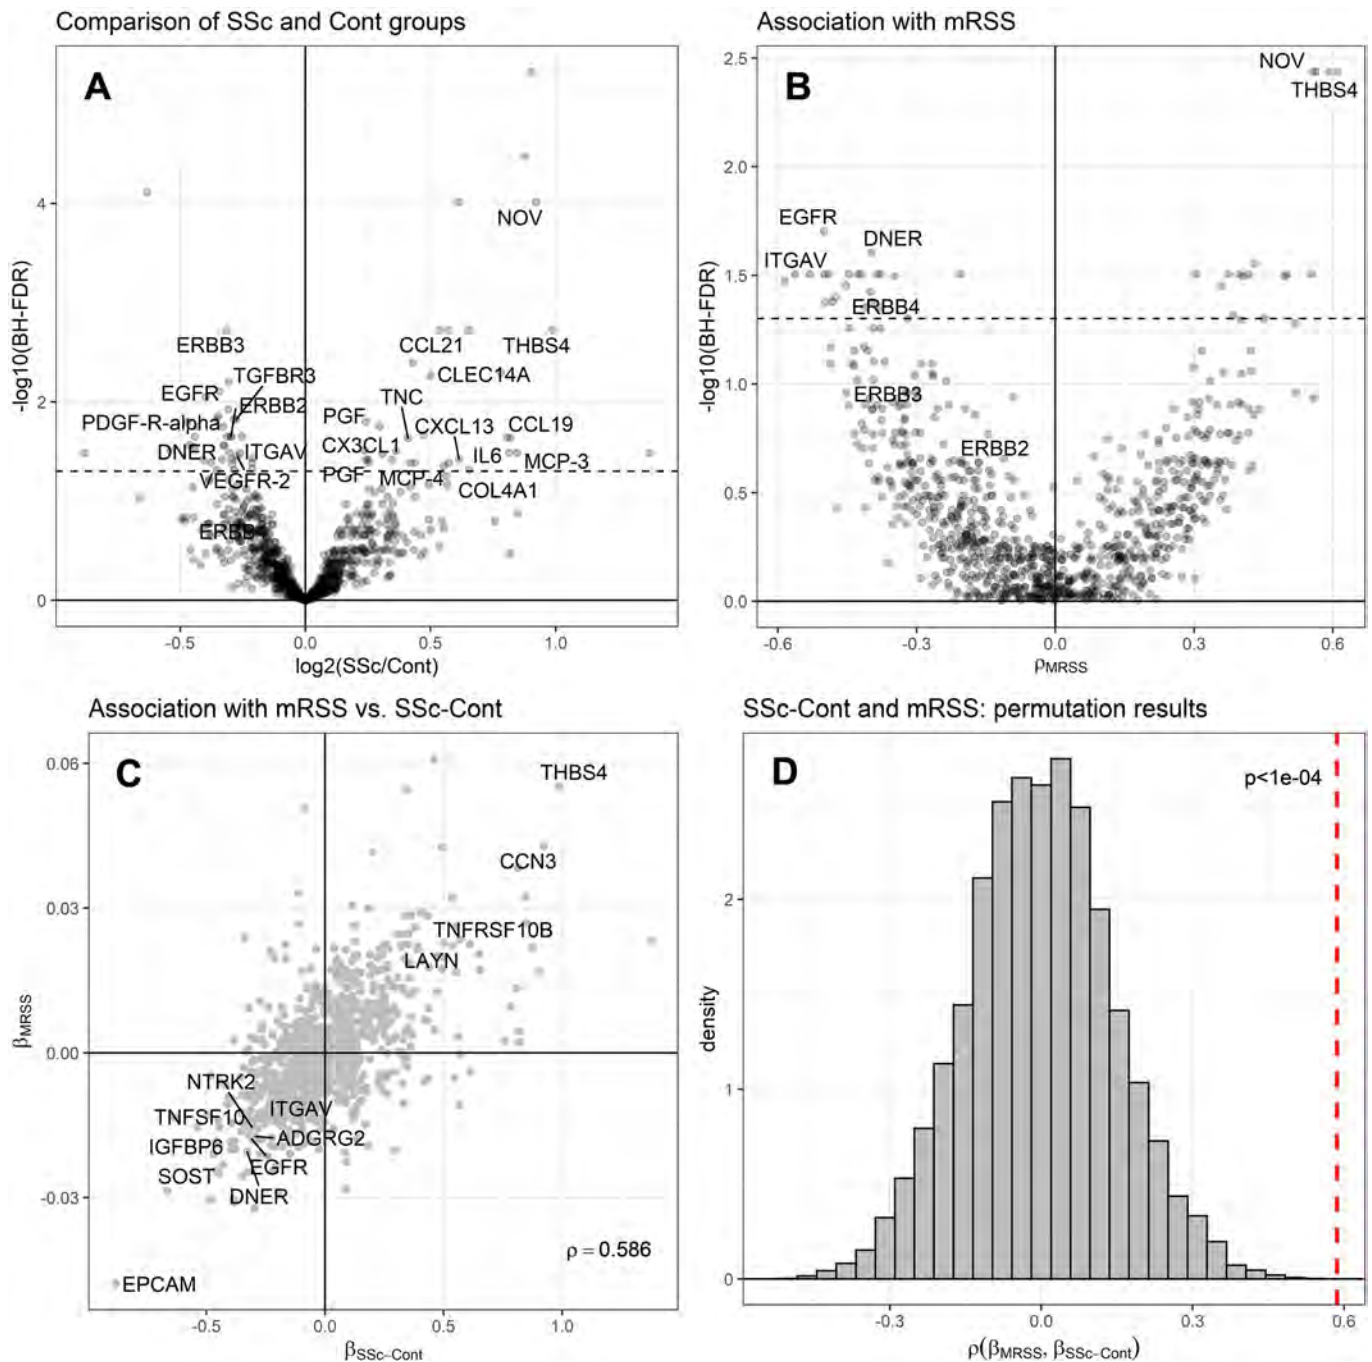 Comparison of SSc and Cont groups
A
NOV
ERBB3
CCL21
THBS4
TGFBR3
CLEC14A
EGFR
ERBB2
TNC
PDGF-R-alpha
PGF
CXCL13
CCL19
DNER
ITGAV
CX3CL1
IL6
MCP-3
VEGFR-2
PGF
MCP-4
COL4A1
ERBB4
4
2
0
-log10(BH-FDR)
-0.5
0.0
0.5
1.0
log2(SSc/Cont)
Association with mRSS
B
NOV
THBS4
EGFR
DNER
ITGAV
ERBB4
ERBB3
ERBB2
2.5
2.0
1.5
1.0
0.5
0.0
-log10(BH-FDR)
-0.6
-0.3
0.0
0.3
0.6
ρMRSS
Association with mRSS vs. SSc-Cont
C
THBS4
CCN3
TNFRSF10B
LAYN
NTRK2
ITGAV
TNFSF10
ADGRG2
IGFBP6
EGFR
SOST
DNER
ρ = 0.586
EPCAM
0.06
0.03
0.00
-0.03
βMRSS
-0.5
0.0
0.5
1.0
βSSc-Cont
SSc-Cont and mRSS: permutation results
D
p<1e-04
2
1
0
density
-0.3
0.0
0.3
0.6
ρ(βMRSS, βSSc-Cont)